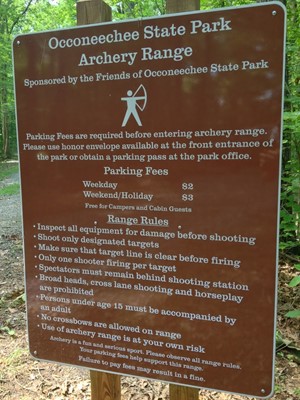 Occoneechee State Park
Archery Range
Sponsored by the Friends of Occoneechee State Park
Parking Fees are required before entering archery range.
Please use honor envelope available at the front entrance of
the park or obtain a parking pass at the park office.
Parking Fees
Weekday $2
Weekend/Holiday $3
Free for Campers and Cabin Guests
Range Rules
• Inspect all equipment for damage before shooting
• Shoot only designated targets
• Make sure that target line is clear before firing
• Only one shooter firing per target
• Spectators must remain behind shooting station
• Broad heads, cross lane shooting and horseplay
are prohibited
• Persons under age 15 must be accompanied by
an adult
• No crossbows are allowed on range
• Use of archery range is at your own risk
Archery is a fun and serious sport. Please observe all range rules.
Your parking fees help support this range.
Failure to pay fees may result in a fine.